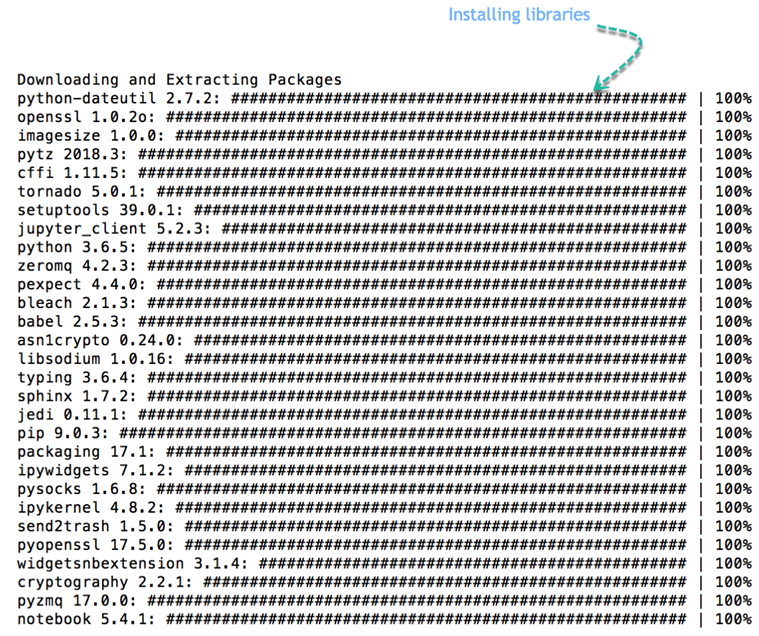 Installing libraries
Downloading and Extracting Packages
python-dateutil 2.7.2: ################################################# | 100%
openssl 1.0.2o: ######################################################## | 100%
imagesize 1.0.0: ####################################################### | 100%
pytz 2018.3: ########################################################### | 100%
cffi 1.11.5: ########################################################### | 100%
tornado 5.0.1: ######################################################### | 100%
setuptools 39.0.1: ##################################################### | 100%
jupyter_client 5.2.3: ################################################## | 100%
python 3.6.5: ########################################################## | 100%
zeromq 4.2.3: ########################################################## | 100%
pexpect 4.4.0: ######################################################### | 100%
bleach 2.1.3: ########################################################## | 100%
babel 2.5.3: ########################################################### | 100%
asn1crypto 0.24.0: ##################################################### | 100%
libsodium 1.0.16: ###################################################### | 100%
typing 3.6.4: ########################################################## | 100%
sphinx 1.7.2: ########################################################## | 100%
jedi 0.11.1: ########################################################### | 100%
pip 9.0.3: ############################################################# | 100%
packaging 17.1: ######################################################## | 100%
ipywidgets 7.1.2: ###################################################### | 100%
pysocks 1.6.8: ######################################################### | 100%
ipykernel 4.8.2: ####################################################### | 100%
send2trash 1.5.0: ###################################################### | 100%
pyopenssl 17.5.0: ###################################################### | 100%
widgetsnbextension 3.1.4: ############################################## | 100%
cryptography 2.2.1: #################################################### | 100%
pyzmq 17.0.0: ########################################################## | 100%
notebook 5.4.1: ######################################################## | 100%